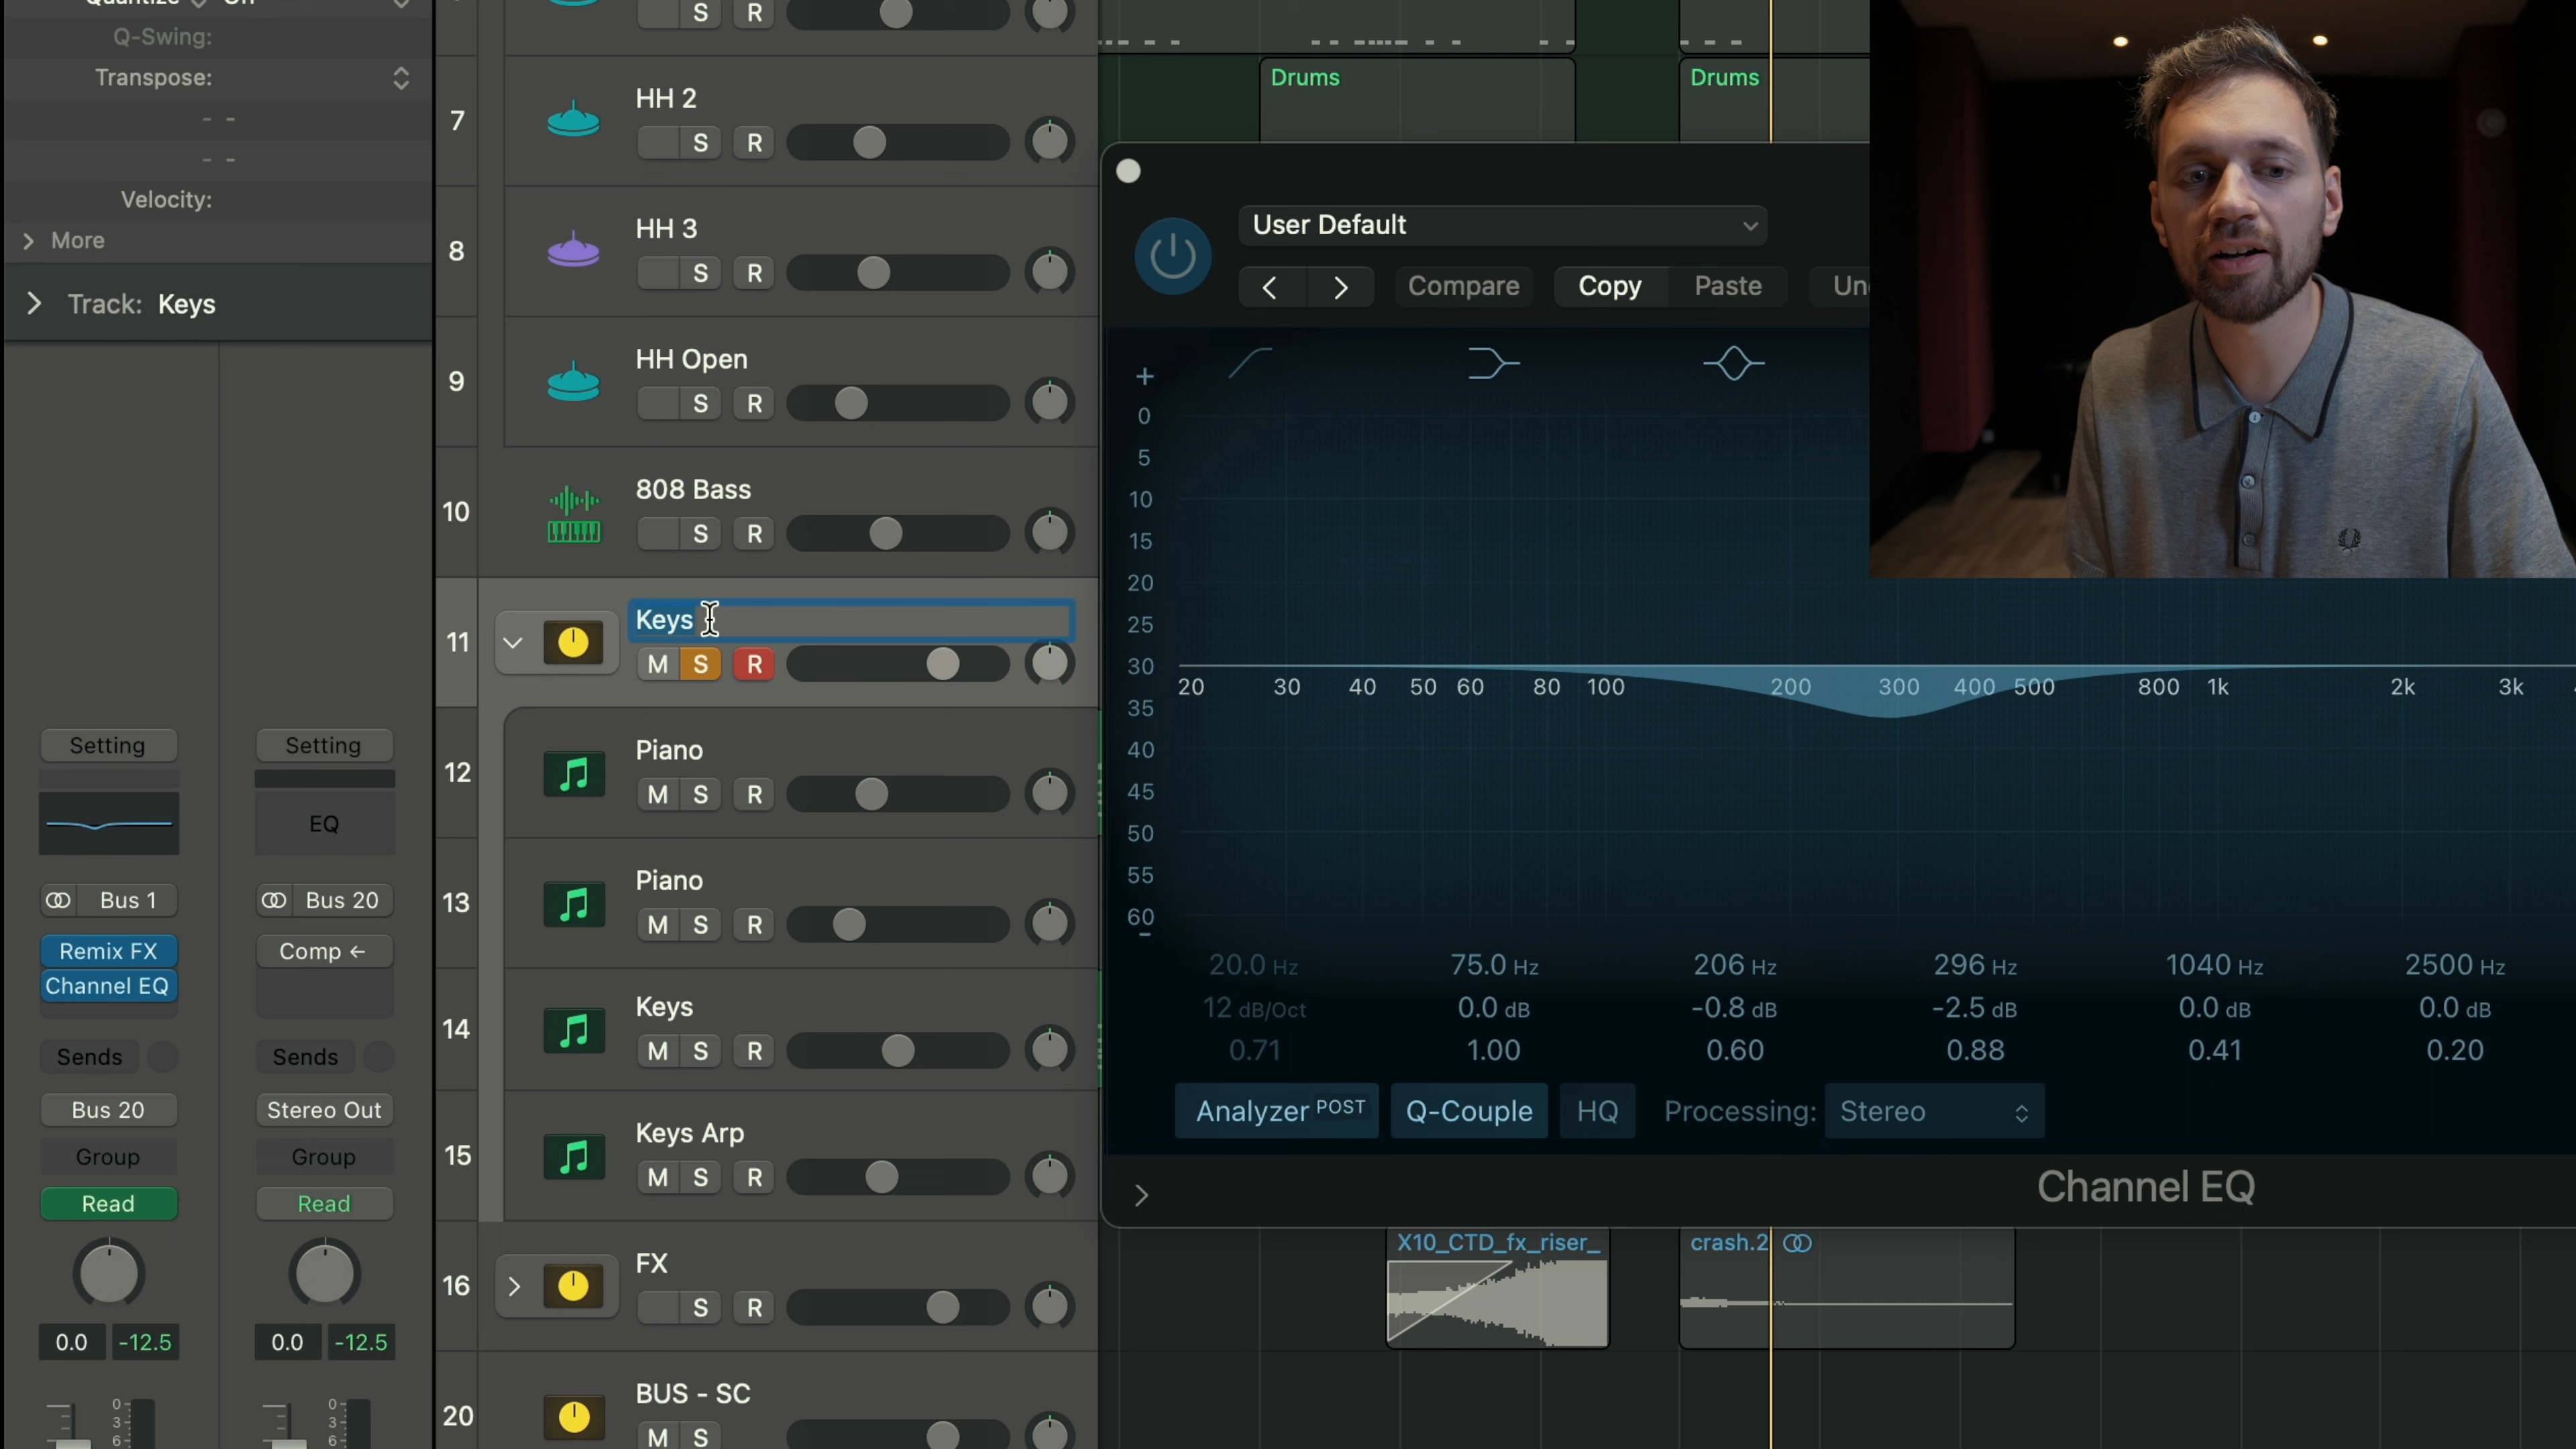 Quantize Off
Q-Swing:
Transpose:
- -
- -
Velocity:
More
Track: Keys
Setting Setting
EQ
Bus 1 Bus 20
Remix FX Comp ←
Channel EQ
Sends Sends
Bus 20 Stereo Out
Group Group
Read Read
0.0 -12.5 0.0 -12.5
0 0
3 3
6 6
S R
7 HH 2
S R
8 HH 3
S R
9 HH Open
S R
10 808 Bass
S R
11 Keys
M S R
12 Piano
M S R
13 Piano
M S R
14 Keys
M S R
15 Keys Arp
M S R
16 FX
S R
20 BUS - SC
M S
Drums Drums
User Default
Compare Copy Paste
+
0
5
10
15
20
25
30
35
40
45
50
55
60
-
20 30 40 50 60 80 100 200 300 400 500 800 1k 2k 3k
20.0 Hz 75.0 Hz 206 Hz 296 Hz 1040 Hz 2500 Hz
12 dB/Oct 0.0 dB -0.8 dB -2.5 dB 0.0 dB 0.0 dB
0.71 1.00 0.60 0.88 0.41 0.20
Analyzer POST Q-Couple HQ Processing: Stereo
Channel EQ
X10_CTD_fx_riser_ crash.2